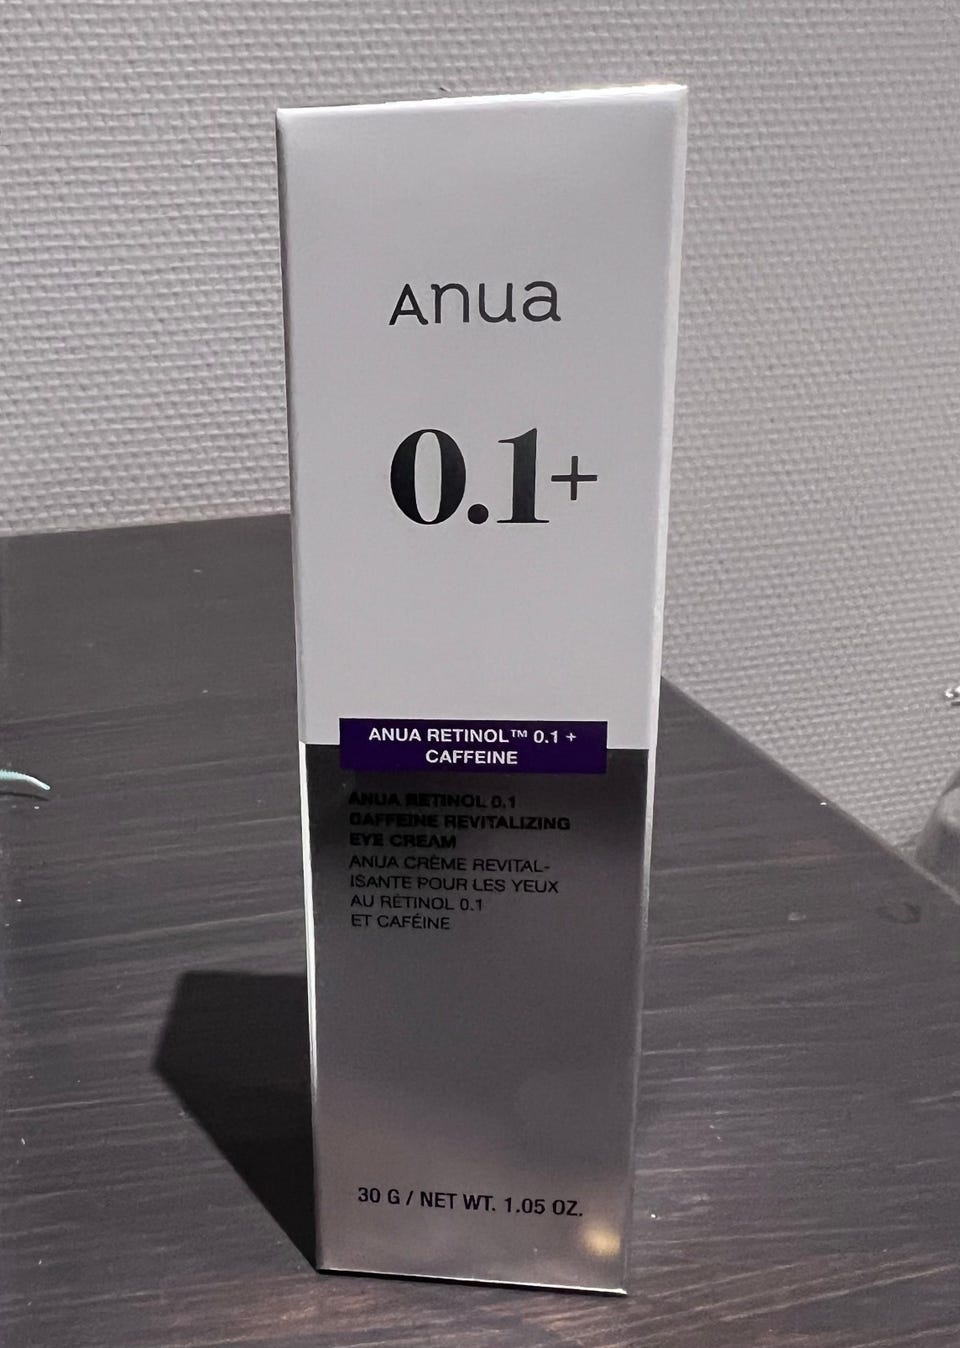 Anua
0.1+
ANUA RETINOL™ 0.1 +
CAFFEINE
ANUA RETINOL 0.1
CAFFEINE REVITALIZING
EYE CREAM
ANUA CRÈME REVITAL-
ISANTE POUR LES YEUX
AU RÉTINOL 0.1
ET CAFÉINE
30 G / NET WT. 1.05 OZ.